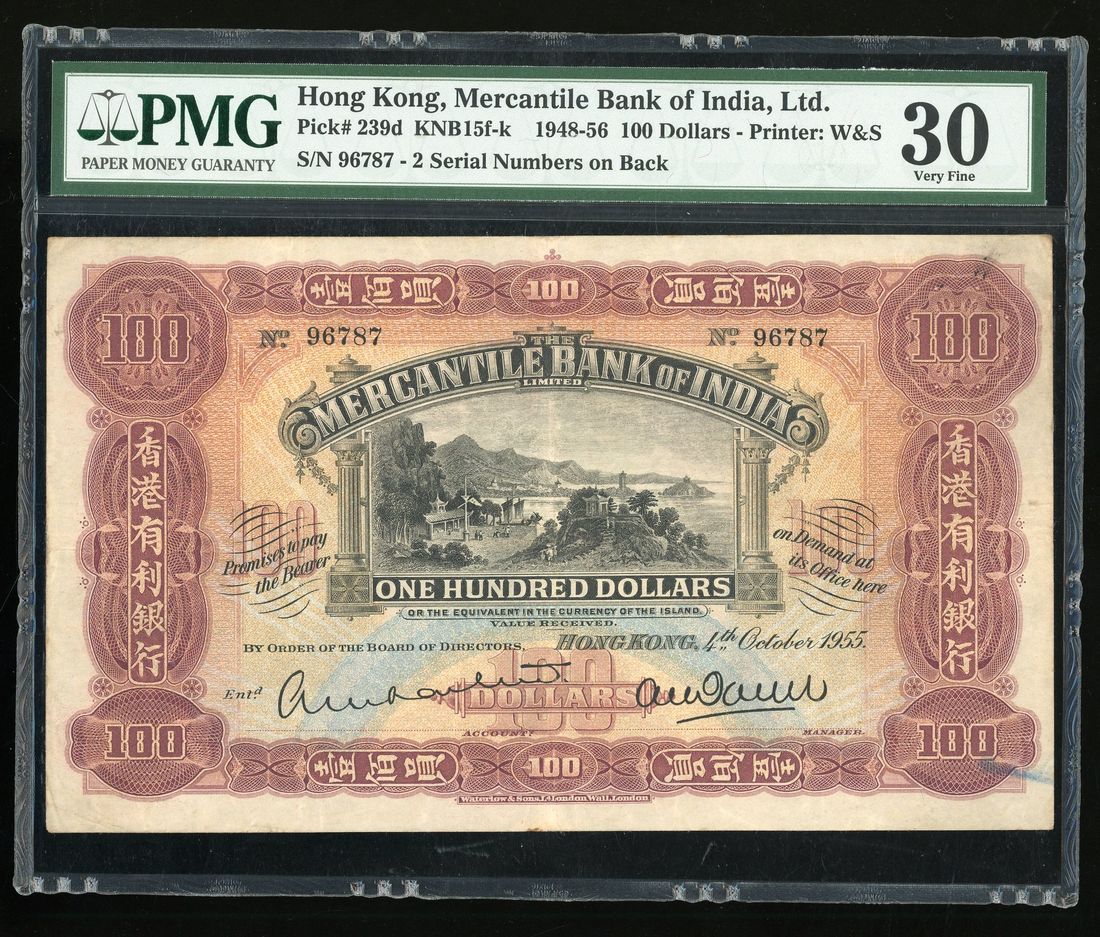 PMG
PAPER MONEY GUARANTY
Hong Kong, Mercantile Bank of India, Ltd.
Pick# 239d KNB15f-k 1948-56 100 Dollars - Printer: W&S
S/N 96787 - 2 Serial Numbers on Back
30
Very Fine
100
100
100
No. 96787
No. 96787
THE
MERCANTILE BANK OF INDIA
LIMITED
香港有利銀行
香港有利銀行
100
Promises to pay
the Bearer
on Demand at
its Office here
ONE HUNDRED DOLLARS
OR THE EQUIVALENT IN THE CURRENCY OF THE ISLAND.
VALUE RECEIVED.
BY ORDER OF THE BOARD OF DIRECTORS,
HONG KONG, 4th October 1955.
Entd
100
DOLLARS
ACCOUNT.
MANAGER.
100
100
100
Waterlow & Sons, Ld London Wall, London